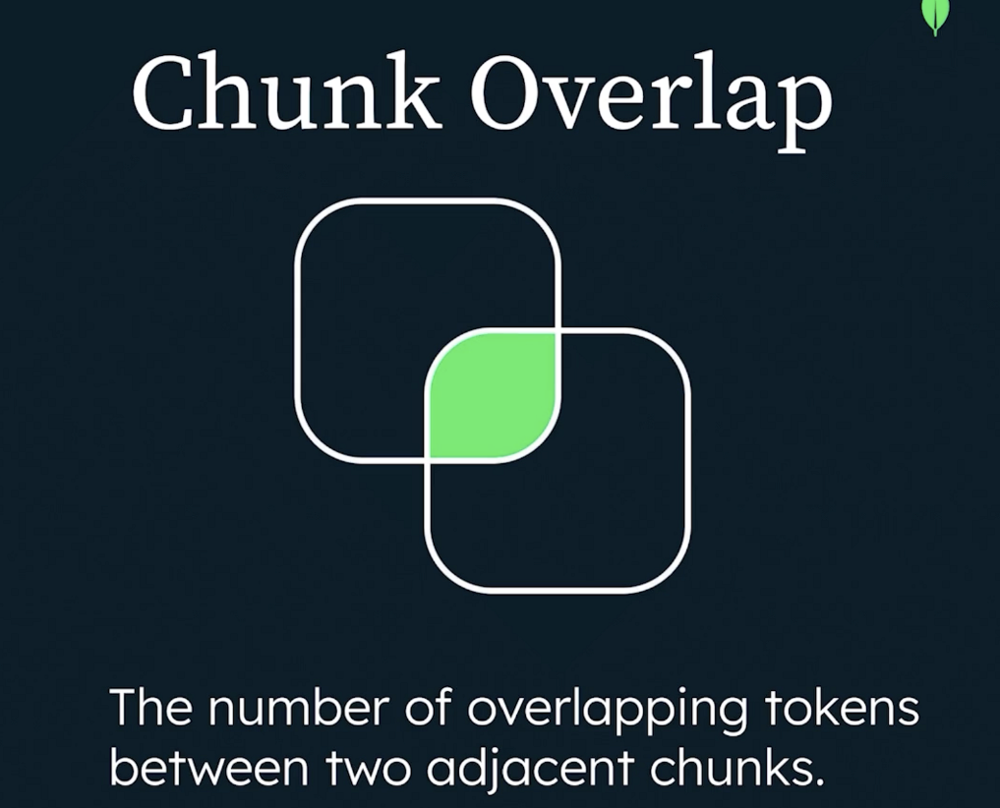 Chunk Overlap
The number of overlapping tokens
between two adjacent chunks.